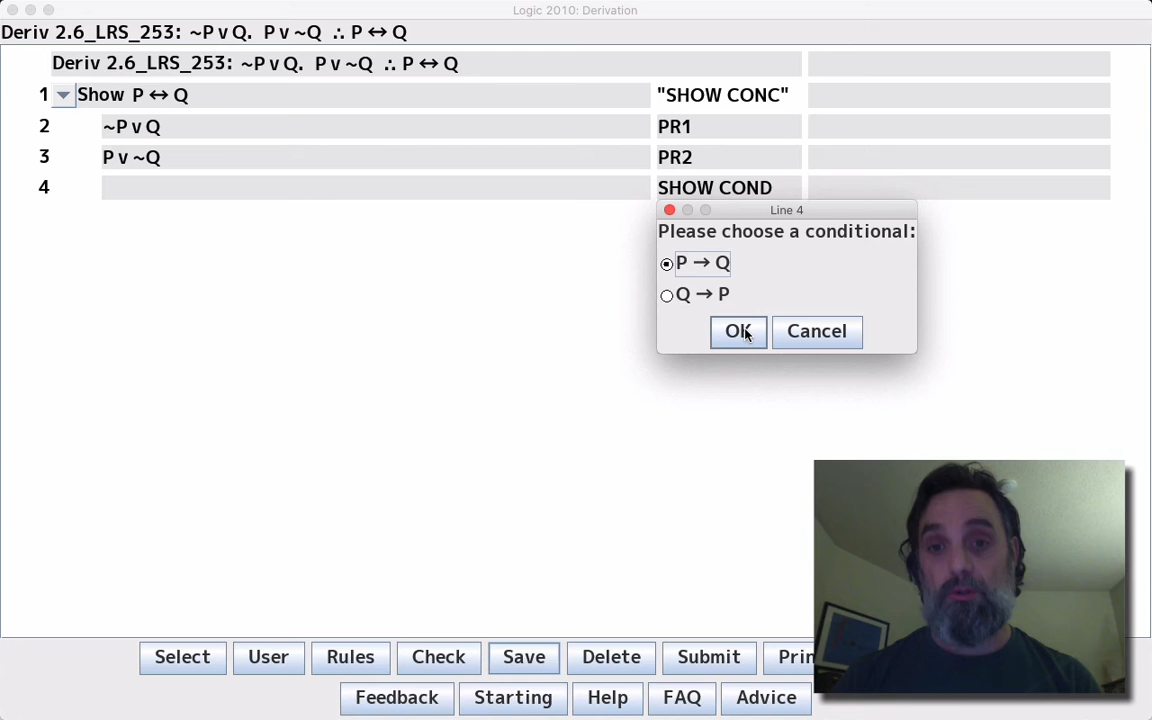 Logic 2010: Derivation
Deriv 2.6_LRS_253: ~P v Q.  P v ~Q  ∴ P ↔ Q
Deriv 2.6_LRS_253: ~P v Q.  P v ~Q  ∴ P ↔ Q
1 Show P ↔ Q "SHOW CONC"
2 ~P v Q PR1
3 P v ~Q PR2
4 SHOW COND
Line 4
Please choose a conditional:
P → Q
Q → P
OK Cancel
Select User Rules Check Save Delete Submit Prin
Feedback Starting Help FAQ Advice